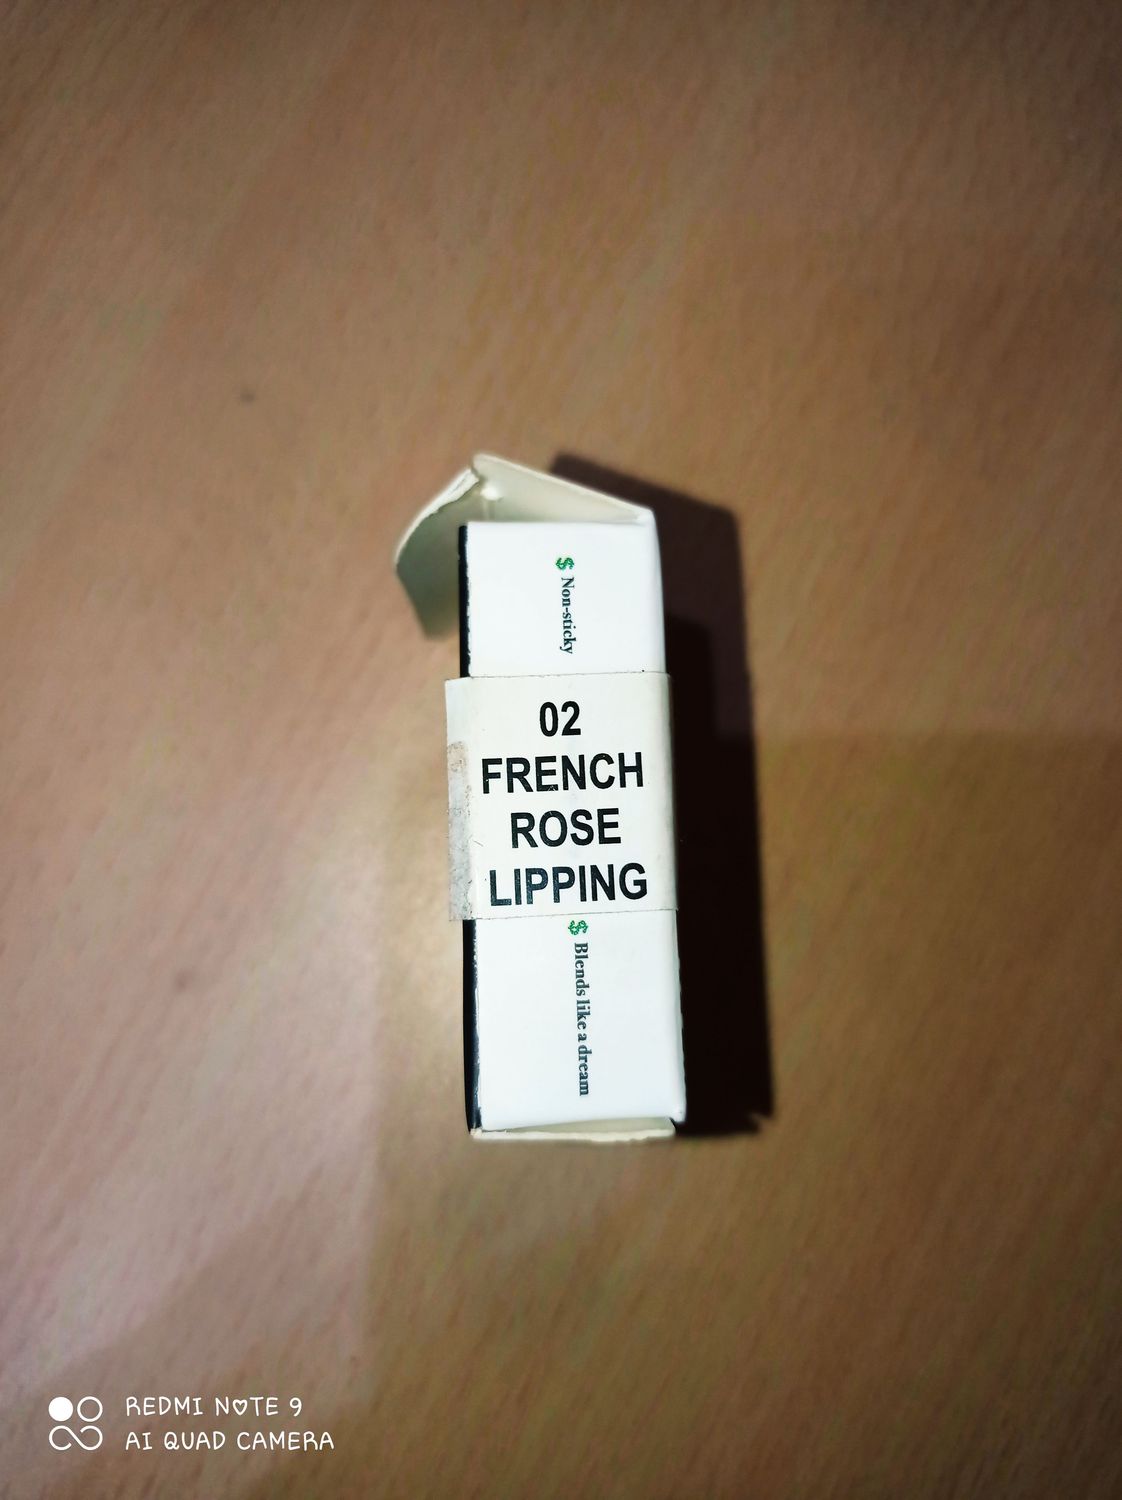 Non-sticky
02
FRENCH
ROSE
LIPPING
Blends like a dream
REDMI NOTE 9
AI QUAD CAMERA